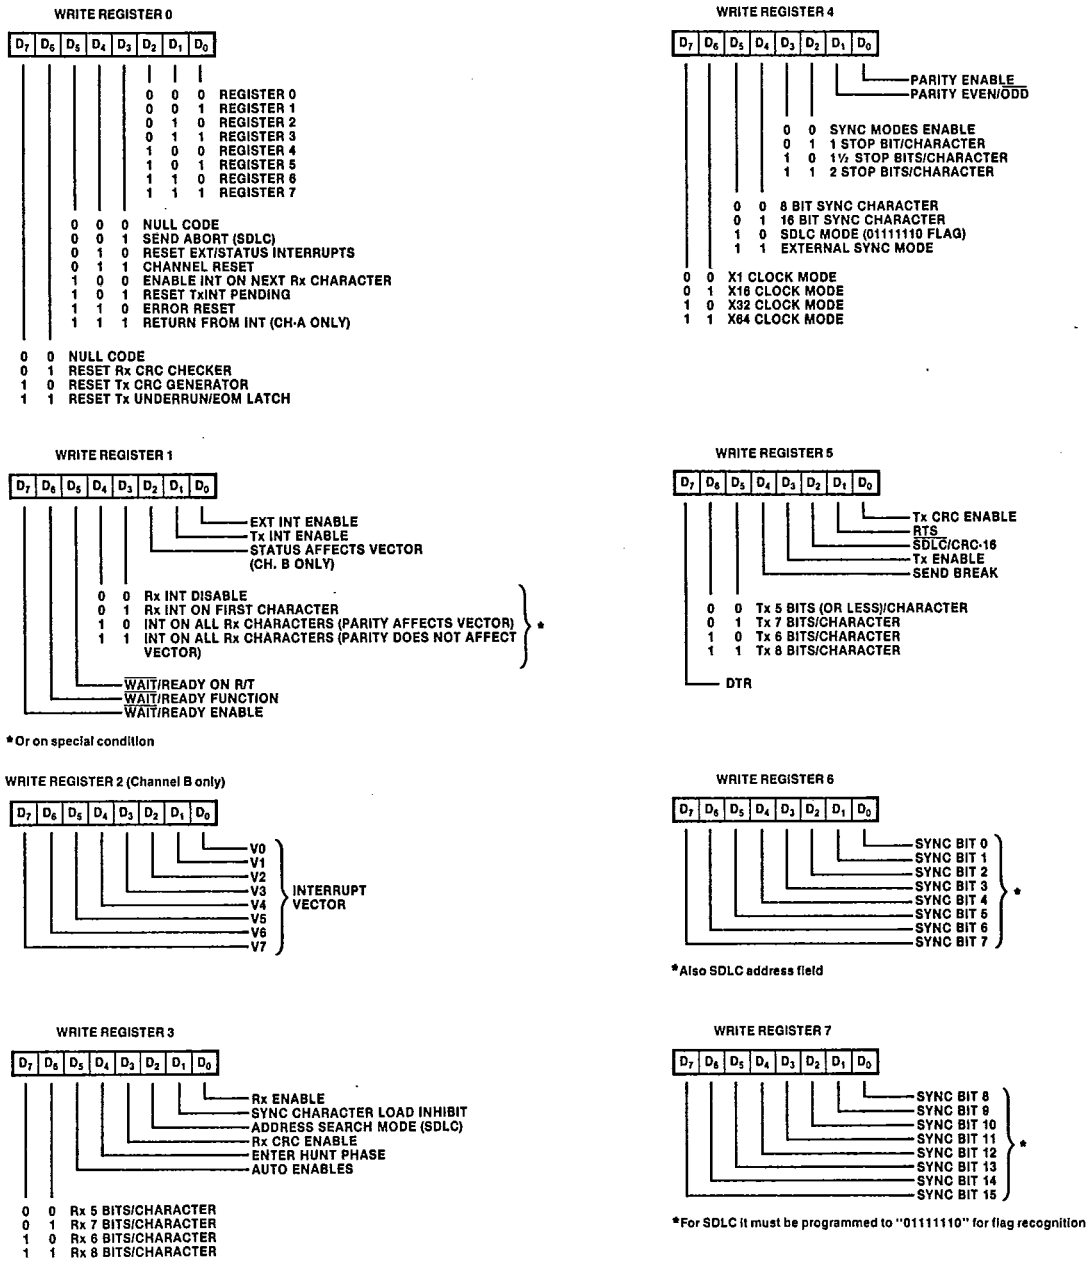 WRITE REGISTER 0
D7 D6 D5 D4 D3 D2 D1 D0
0 0 0 REGISTER 0
0 0 1 REGISTER 1
0 1 0 REGISTER 2
0 1 1 REGISTER 3
1 0 0 REGISTER 4
1 0 1 REGISTER 5
1 1 0 REGISTER 6
1 1 1 REGISTER 7
0 0 0 NULL CODE
0 0 1 SEND ABORT (SDLC)
0 1 0 RESET EXT/STATUS INTERRUPTS
0 1 1 CHANNEL RESET
1 0 0 ENABLE INT ON NEXT Rx CHARACTER
1 0 1 RESET TxINT PENDING
1 1 0 ERROR RESET
1 1 1 RETURN FROM INT (CH-A ONLY)
0 0 NULL CODE
0 1 RESET Rx CRC CHECKER
1 0 RESET Tx CRC GENERATOR
1 1 RESET Tx UNDERRUN/EOM LATCH
WRITE REGISTER 1
D7 D6 D5 D4 D3 D2 D1 D0
EXT INT ENABLE
Tx INT ENABLE
STATUS AFFECTS VECTOR
(CH. B ONLY)
0 0 Rx INT DISABLE
0 1 Rx INT ON FIRST CHARACTER
1 0 INT ON ALL Rx CHARACTERS (PARITY AFFECTS VECTOR)
1 1 INT ON ALL Rx CHARACTERS (PARITY DOES NOT AFFECT
VECTOR)
*
WAIT/READY ON R/T
WAIT/READY FUNCTION
WAIT/READY ENABLE
*Or on special condition
WRITE REGISTER 2 (Channel B only)
D7 D6 D5 D4 D3 D2 D1 D0
V0
V1
V2
V3
V4
V5
V6
V7
INTERRUPT
VECTOR
WRITE REGISTER 3
D7 D6 D5 D4 D3 D2 D1 D0
Rx ENABLE
SYNC CHARACTER LOAD INHIBIT
ADDRESS SEARCH MODE (SDLC)
Rx CRC ENABLE
ENTER HUNT PHASE
AUTO ENABLES
0 0 Rx 5 BITS/CHARACTER
0 1 Rx 7 BITS/CHARACTER
1 0 Rx 6 BITS/CHARACTER
1 1 Rx 8 BITS/CHARACTER
WRITE REGISTER 4
D7 D6 D5 D4 D3 D2 D1 D0
PARITY ENABLE
PARITY EVEN/ODD
0 0 SYNC MODES ENABLE
0 1 1 STOP BIT/CHARACTER
1 0 1½ STOP BITS/CHARACTER
1 1 2 STOP BITS/CHARACTER
0 0 8 BIT SYNC CHARACTER
0 1 16 BIT SYNC CHARACTER
1 0 SDLC MODE (01111110 FLAG)
1 1 EXTERNAL SYNC MODE
0 0 X1 CLOCK MODE
0 1 X16 CLOCK MODE
1 0 X32 CLOCK MODE
1 1 X64 CLOCK MODE
WRITE REGISTER 5
D7 D6 D5 D4 D3 D2 D1 D0
Tx CRC ENABLE
RTS
SDLC/CRC-16
Tx ENABLE
SEND BREAK
0 0 Tx 5 BITS (OR LESS)/CHARACTER
0 1 Tx 7 BITS/CHARACTER
1 0 Tx 6 BITS/CHARACTER
1 1 Tx 8 BITS/CHARACTER
DTR
WRITE REGISTER 6
D7 D6 D5 D4 D3 D2 D1 D0
SYNC BIT 0
SYNC BIT 1
SYNC BIT 2
SYNC BIT 3
SYNC BIT 4
SYNC BIT 5
SYNC BIT 6
SYNC BIT 7
*
*Also SDLC address field
WRITE REGISTER 7
D7 D6 D5 D4 D3 D2 D1 D0
SYNC BIT 8
SYNC BIT 9
SYNC BIT 10
SYNC BIT 11
SYNC BIT 12
SYNC BIT 13
SYNC BIT 14
SYNC BIT 15
*
*For SDLC it must be programmed to "01111110" for flag recognition